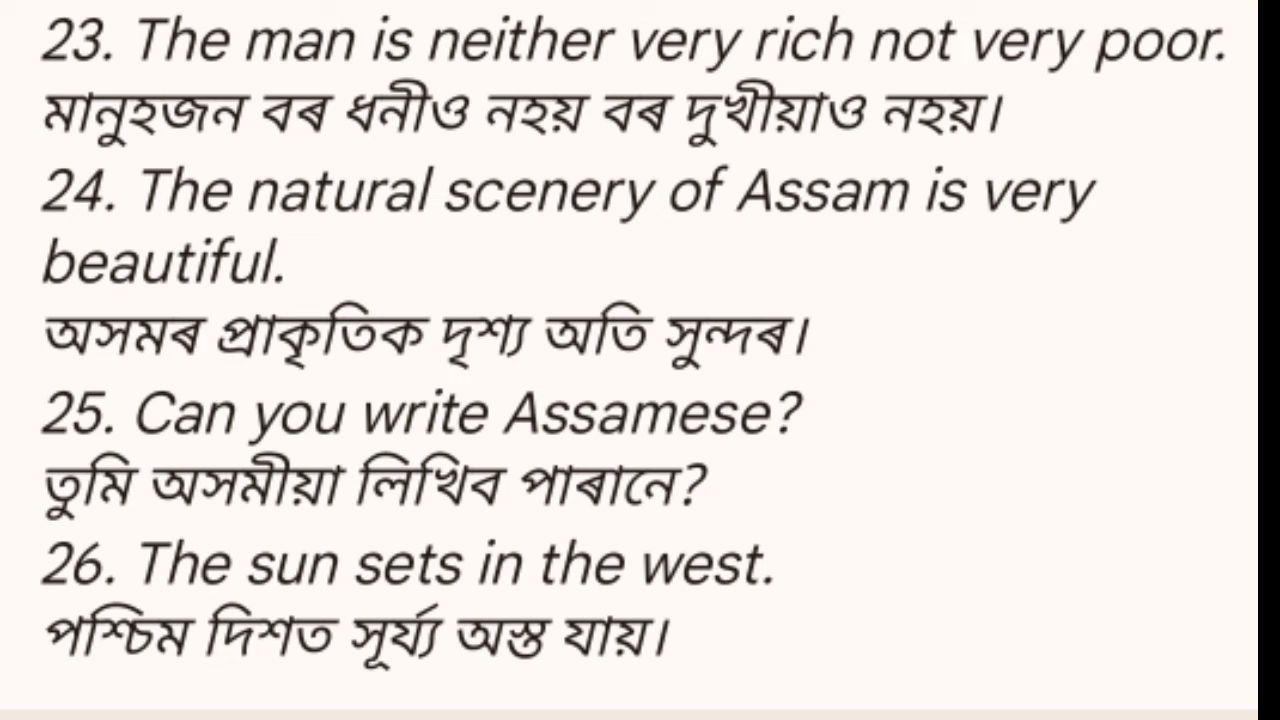 23. The man is neither very rich not very poor.
মানুহজন বৰ ধনীও নহয় বৰ দুখীয়াও নহয়।
24. The natural scenery of Assam is very
beautiful.
অসমৰ প্ৰাকৃতিক দৃশ্য অতি সুন্দৰ।
25. Can you write Assamese?
তুমি অসমীয়া লিখিব পাৰানে?
26. The sun sets in the west.
পশ্চিম দিশত সূৰ্য্য অস্ত যায়।